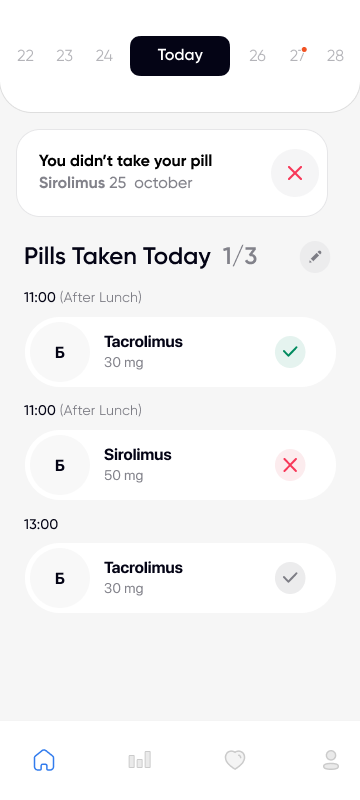 22 23 24 Today 26 27 28
You didn't take your pill
Sirolimus 25 october
Pills Taken Today 1/3
11:00 (After Lunch)
Б
Tacrolimus
30 mg
11:00 (After Lunch)
Б
Sirolimus
50 mg
13:00
Б
Tacrolimus
30 mg